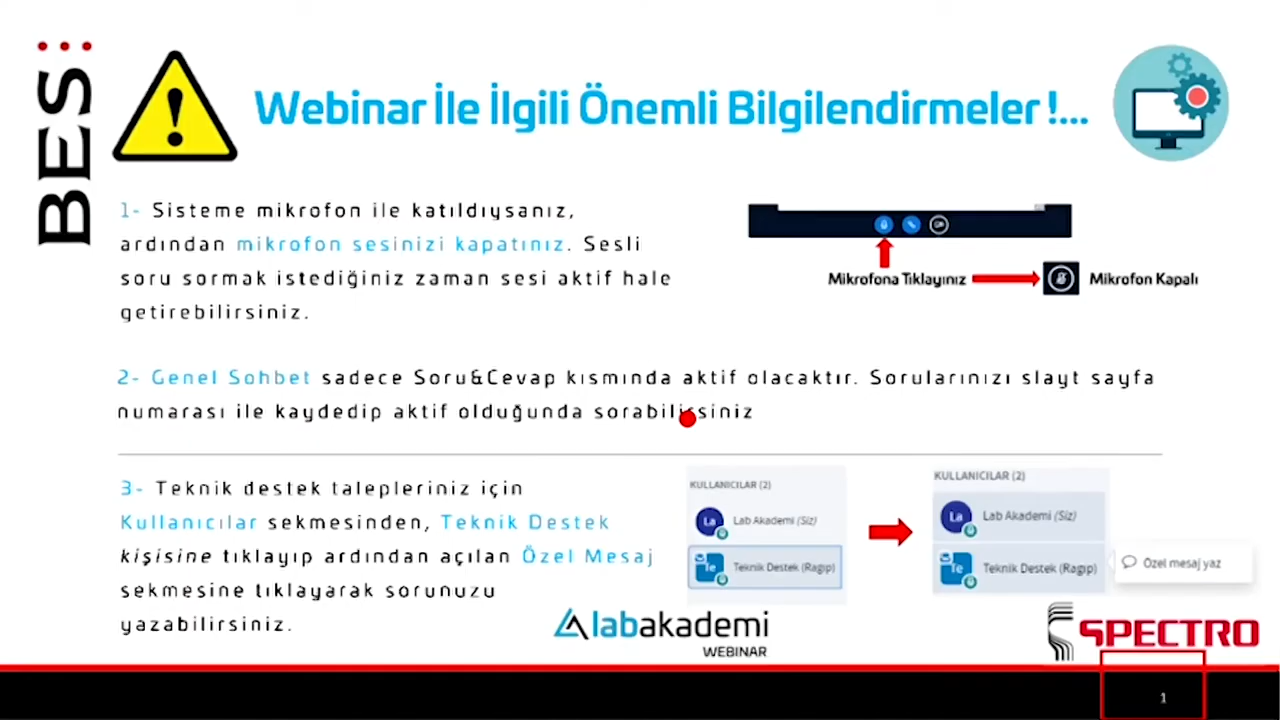 BES
Webinar İle İlgili Önemli Bilgilendirmeler !...
1- Sisteme mikrofon ile katıldıysanız,
ardından mikrofon sesinizi kapatınız. Sesli
soru sormak istediğiniz zaman sesi aktif hale
getirebilirsiniz.
Mikrofona Tıklayınız
Mikrofon Kapalı
2- Genel Sohbet sadece Soru&Cevap kısmında aktif olacaktır. Sorularınızı slayt sayfa
numarası ile kaydedip aktif olduğunda sorabilirsiniz
3- Teknik destek talepleriniz için
Kullanıcılar sekmesinden, Teknik Destek
kişisine tıklayıp ardından açılan Özel Mesaj
sekmesine tıklayarak sorunuzu
yazabilirsiniz.
KULLANICILAR (2)
La Lab Akademi (Siz)
Te Teknik Destek (Ragıp)
KULLANICILAR (2)
La Lab Akademi (Siz)
Te Teknik Destek (Ragıp)
Özel mesaj yaz
labakademi
WEBINAR
SPECTRO
1